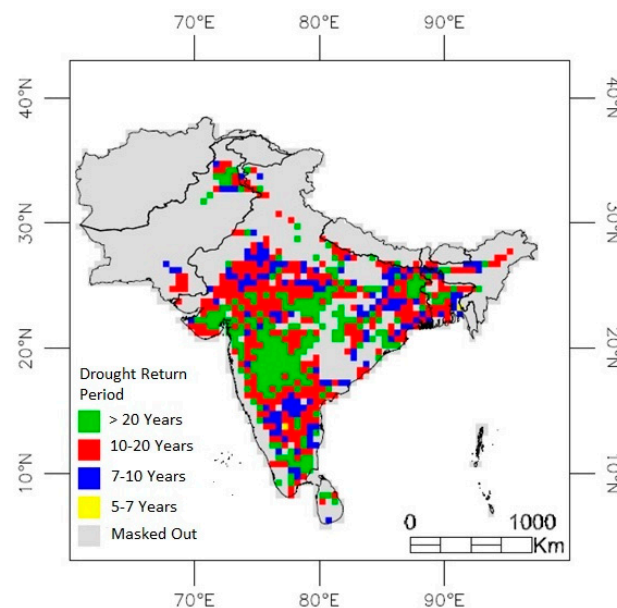 70°E 80°E 90°E
40°N 40°N
30°N 30°N
20°N 20°N
Drought Return
Period
> 20 Years
10-20 Years
7-10 Years
5-7 Years
Masked Out
10°N 10°N
0 1000
Km
70°E 80°E 90°E